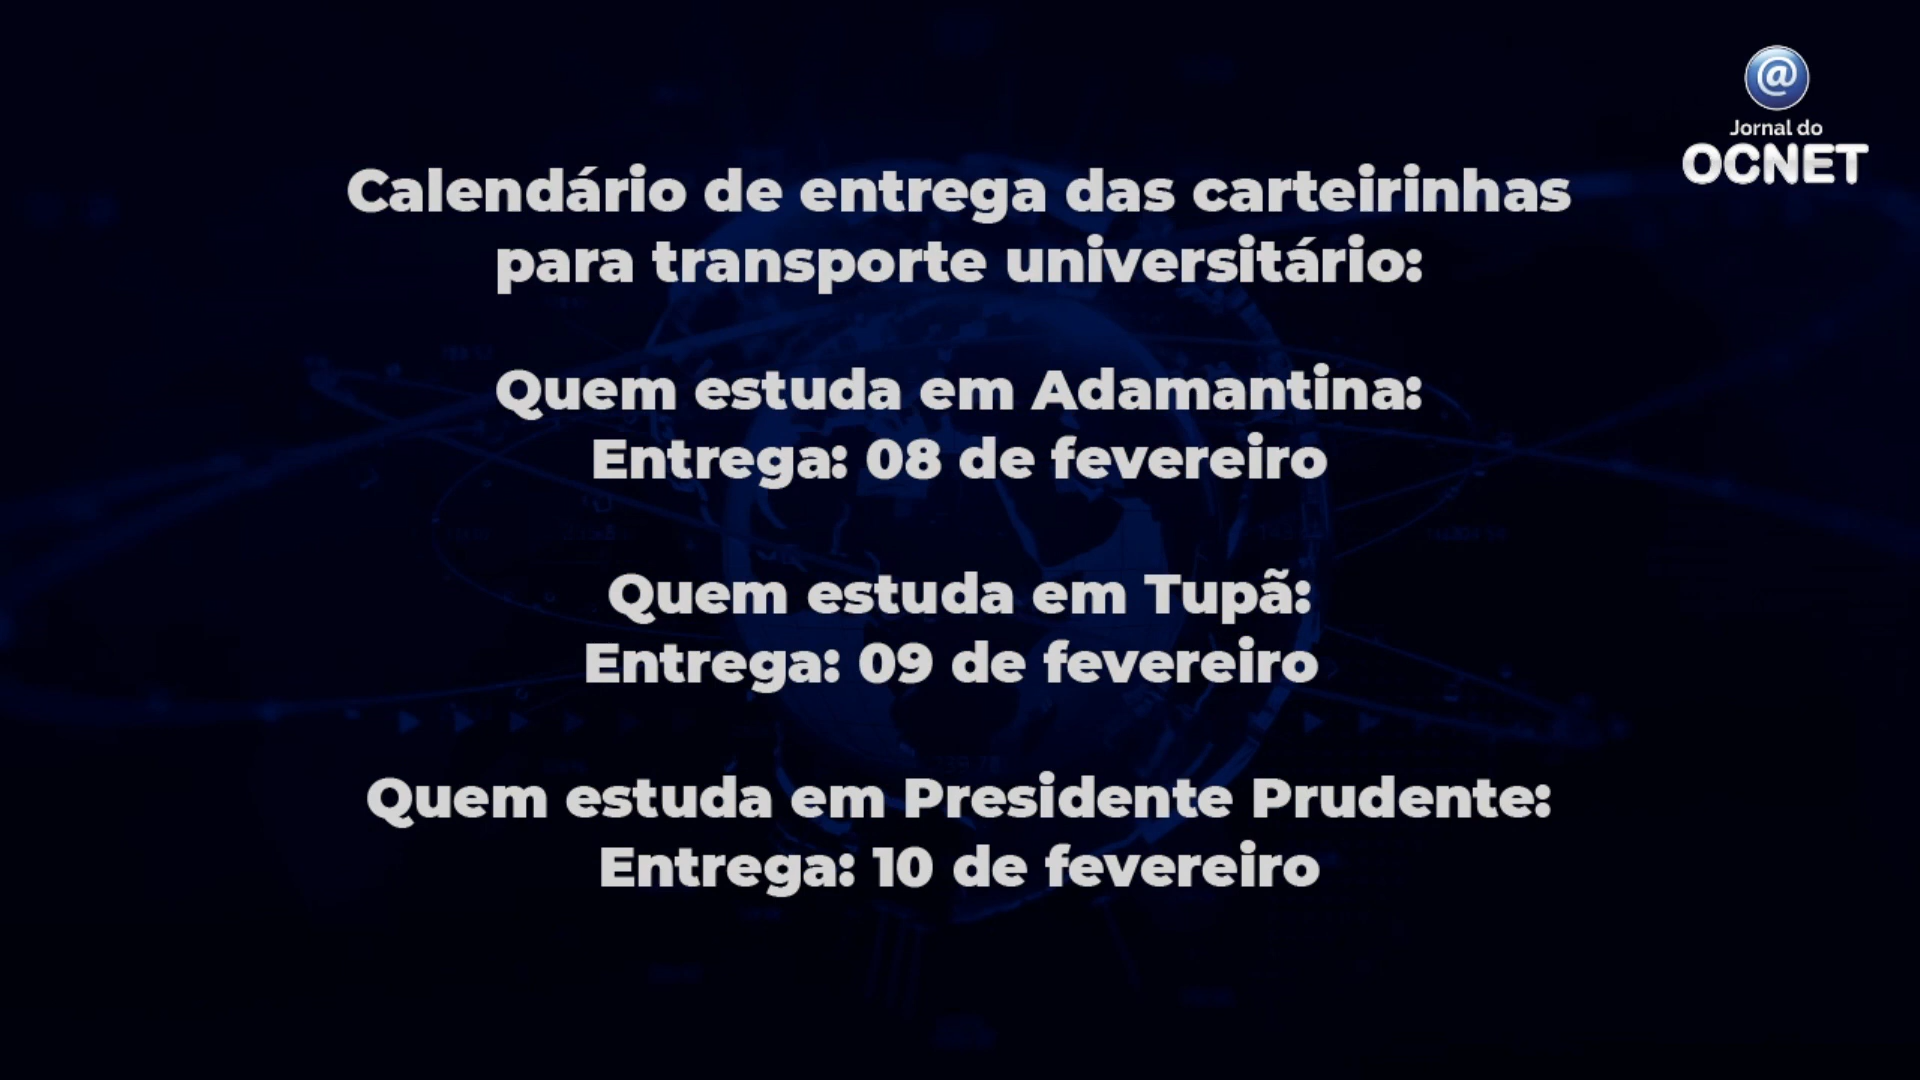 @
Jornal do
OCNET
Calendário de entrega das carteirinhas
para transporte universitário:
Quem estuda em Adamantina:
Entrega: 08 de fevereiro
Quem estuda em Tupã:
Entrega: 09 de fevereiro
Quem estuda em Presidente Prudente:
Entrega: 10 de fevereiro